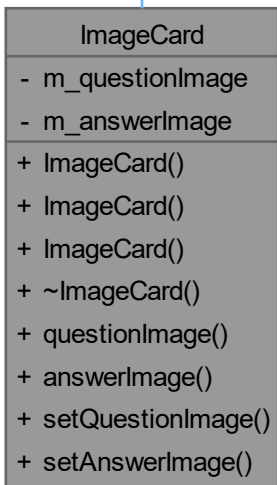 ImageCard
- m_questionImage
- m_answerImage
+ ImageCard()
+ ImageCard()
+ ImageCard()
+ ~ImageCard()
+ questionImage()
+ answerImage()
+ setQuestionImage()
+ setAnswerImage()